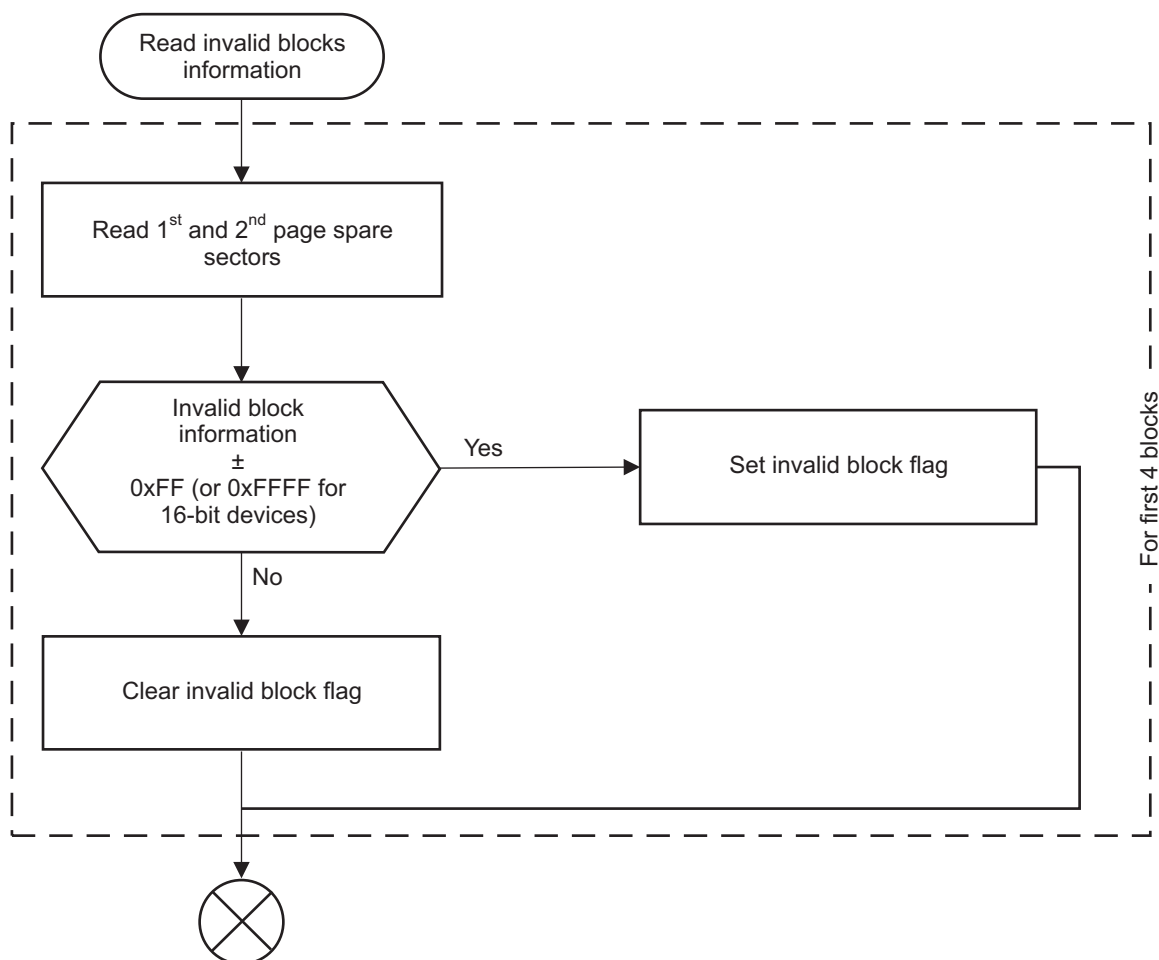 Read invalid blocks
information
Read 1st and 2nd page spare
sectors
Invalid block
information
±
0xFF (or 0xFFFF for
16-bit devices)
Yes
Set invalid block flag
No
Clear invalid block flag
For first 4 blocks